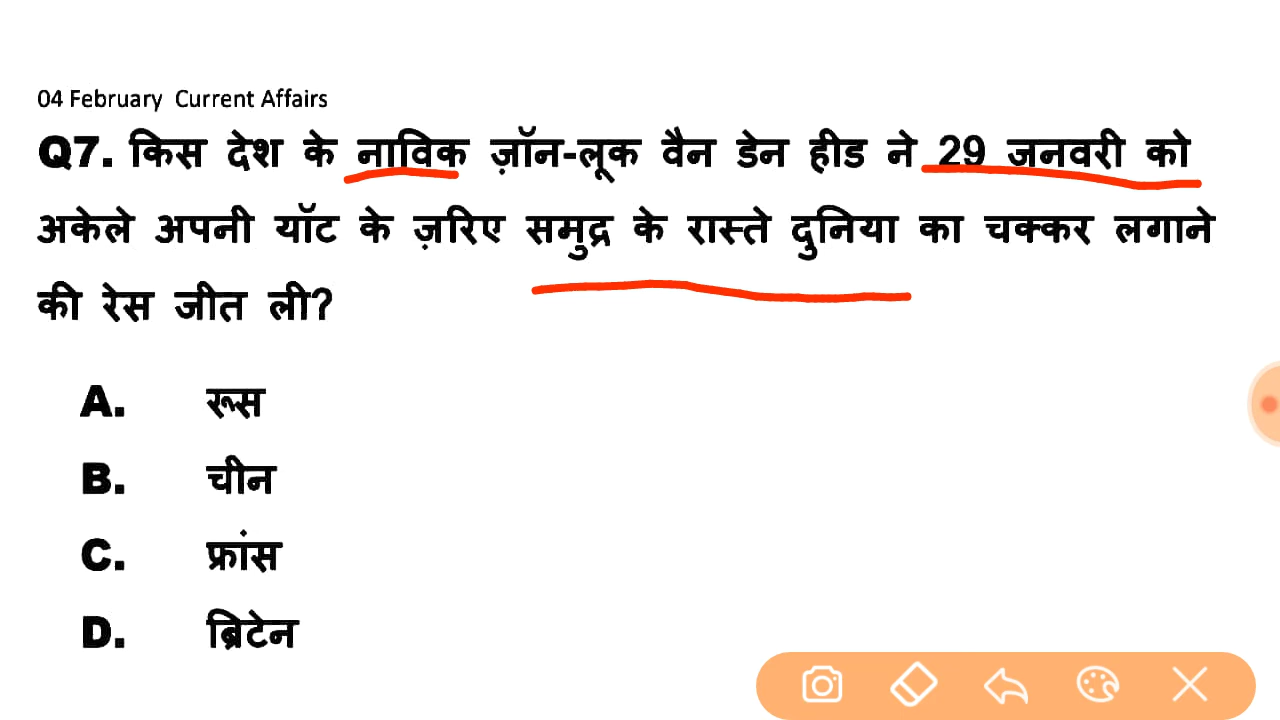 04 February Current Affairs
Q7. किस देश के नाविक ज़ॉन-लूक वैन डेन हीड ने 29 जनवरी को
अकेले अपनी यॉट के ज़रिए समुद्र के रास्ते दुनिया का चक्कर लगाने
की रेस जीत ली?
A. रूस
B. चीन
C. फ्रांस
D. ब्रिटेन